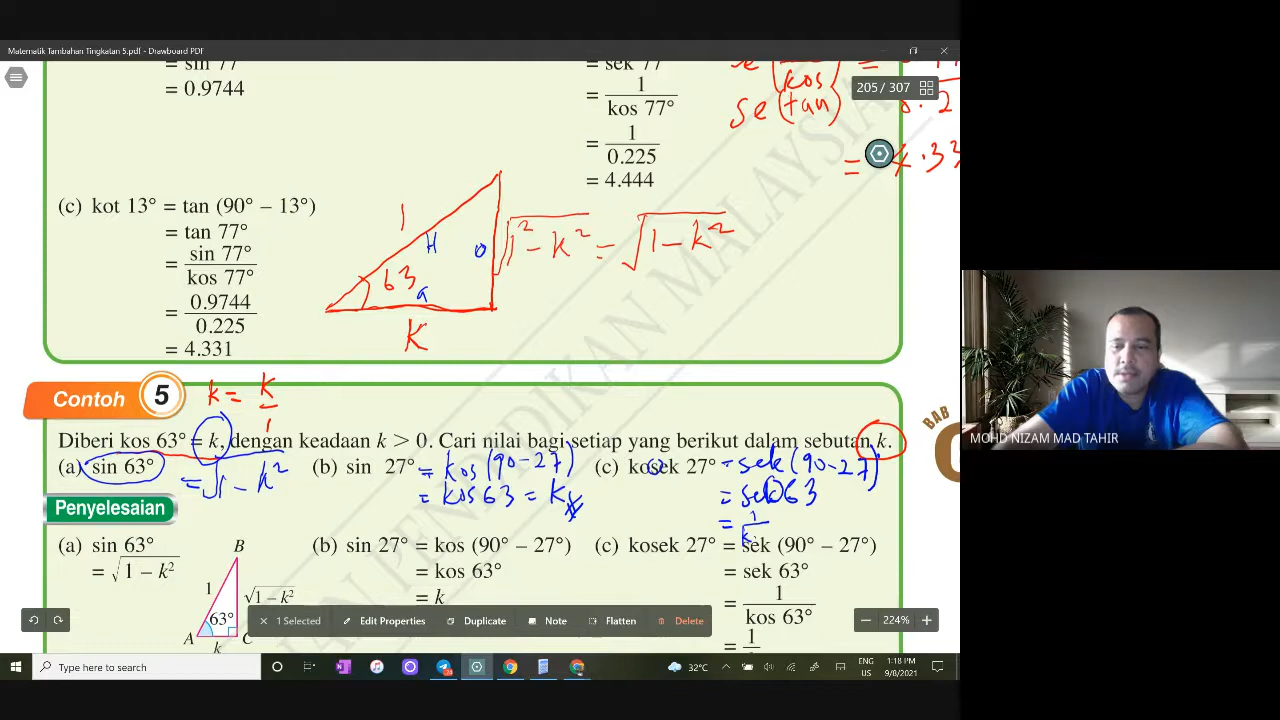 Matematik Tambahan Tingkatan 5.pdf - Drawboard PDF
= sin 77
= 0.9744
= sek 77
= 1 / kos 77°
= 1 / 0.225
= 4.444
kos
se (tan)
205 / 307
(c) kot 13° = tan (90° – 13°)
= tan 77°
= sin 77° / kos 77°
= 0.9744 / 0.225
= 4.331
1
H
O
63
a
K
√1² – k² = √1 – k²
Contoh 5
k = k / 1
Diberi kos 63° = k, dengan keadaan k > 0. Cari nilai bagi setiap yang berikut dalam sebutan k.
(a) sin 63°
= √1 – k²
(b) sin 27° = kos (90 – 27)
= kos 63 = k
(c) kosek 27° = sek (90 – 27)
= sek 63
= 1 / k
Penyelesaian
(a) sin 63°
= √1 – k²
B
1
√1 – k²
63°
A
k
C
(b) sin 27° = kos (90° – 27°)
= kos 63°
= k
(c) kosek 27° = sek (90° – 27°)
= sek 63°
= 1 / kos 63°
= 1
BAB
MOHD NIZAM MAD TAHIR
1 Selected
Edit Properties
Duplicate
Note
Flatten
Delete
224%
Type here to search
32°C
ENG
US
1:18 PM
9/8/2021
PENDIDIKAN MALAYSIA